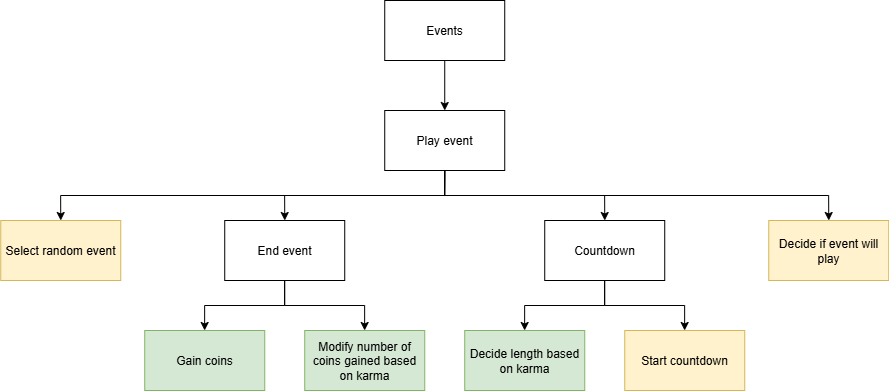 Events
Play event
Select random event
End event
Countdown
Decide if event will
play
Gain coins
Modify number of
coins gained based
on karma
Decide length based
on karma
Start countdown